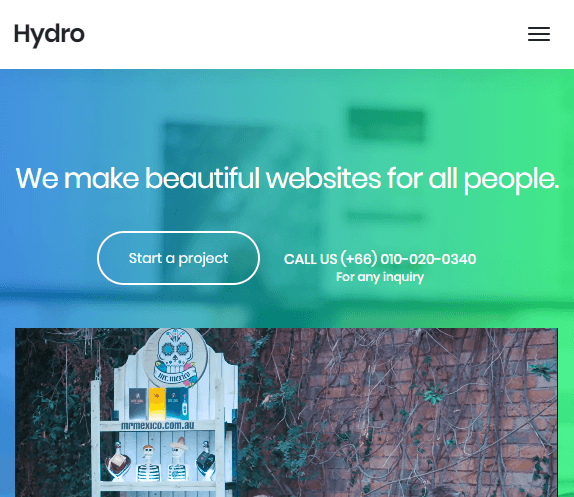 Hydro
We make beautiful websites for all people.
Start a project
CALL US (+66) 010-020-0340
For any inquiry
mr. mexico
mrmexico.com.au